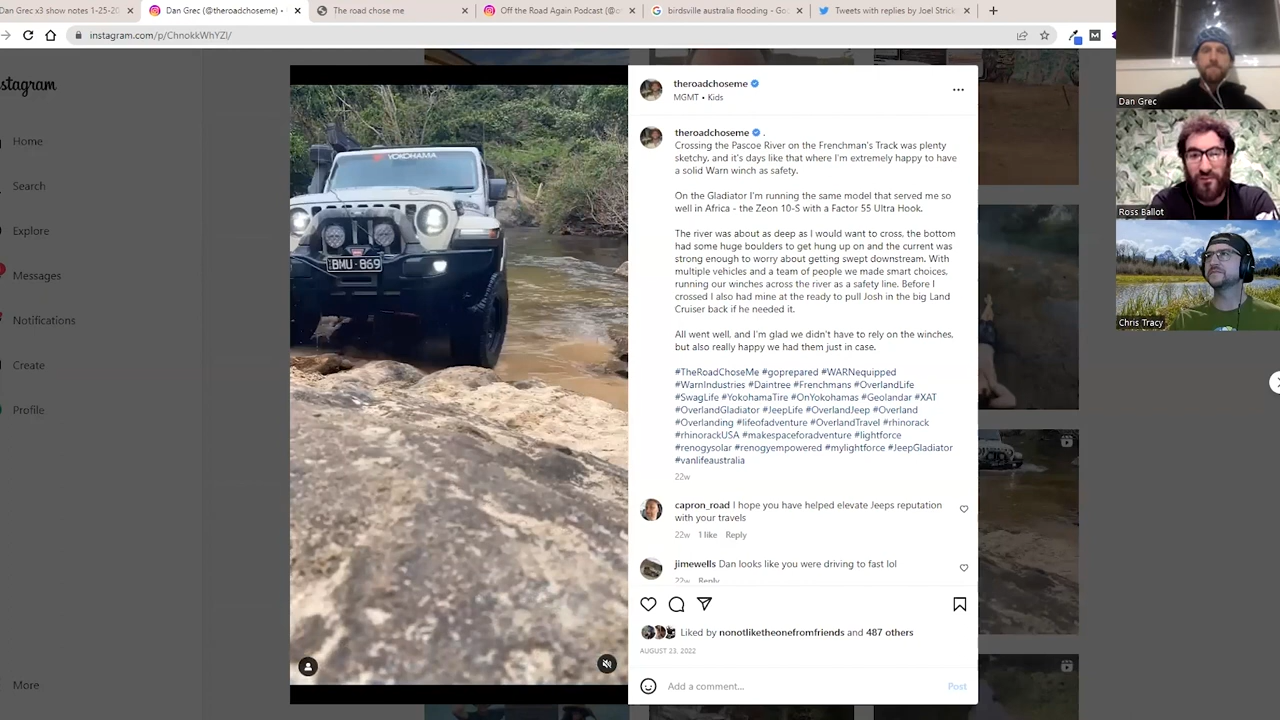 Dan Grec x3 show notes 1-25-20
Dan Grec (@theroadchoseme) •
The road chose me
Off the Road Again Podcast (@o
birdsville australia flooding - Go
Tweets with replies by Joel Strick
instagram.com/p/ChnokkWhYZl/
stagram
Home
Search
Explore
Messages
Notifications
Create
Profile
More
YOKOHAMA
BMU·869
theroadchoseme
MGMT • Kids
theroadchoseme .
Crossing the Pascoe River on the Frenchman's Track was plenty
sketchy, and it's days like that where I'm extremely happy to have
a solid Warn winch as safety.
On the Gladiator I'm running the same model that served me so
well in Africa - the Zeon 10-S with a Factor 55 Ultra Hook.
The river was about as deep as I would want to cross, the bottom
had some huge boulders to get hung up on and the current was
strong enough to worry about getting swept downstream. With
multiple vehicles and a team of people we made smart choices,
running our winches across the river as a safety line. Before I
crossed I also had mine at the ready to pull Josh in the big Land
Cruiser back if he needed it.
All went well, and I'm glad we didn't have to rely on the winches,
but also really happy we had them just in case.
#TheRoadChoseMe #goprepared #WARNequipped
#WarnIndustries #Daintree #Frenchmans #OverlandLife
#SwagLife #YokohamaTire #OnYokohamas #Geolandar #XAT
#OverlandGladiator #JeepLife #OverlandJeep #Overland
#Overlanding #lifeofadventure #OverlandTravel #rhinorack
#rhinorackUSA #makespaceforadventure #lightforce
#renogysolar #renogyempowered #mylightforce #JeepGladiator
#vanlifeaustralia
22w
capron_road I hope you have helped elevate Jeeps reputation
with your travels
22w 1 like Reply
jimewells Dan looks like you were driving to fast lol
22w Reply
Liked by nonotliketheonefromfriends and 487 others
AUGUST 23, 2022
Add a comment...
Post
Dan Grec
Ross Ballot
Chris Tracy